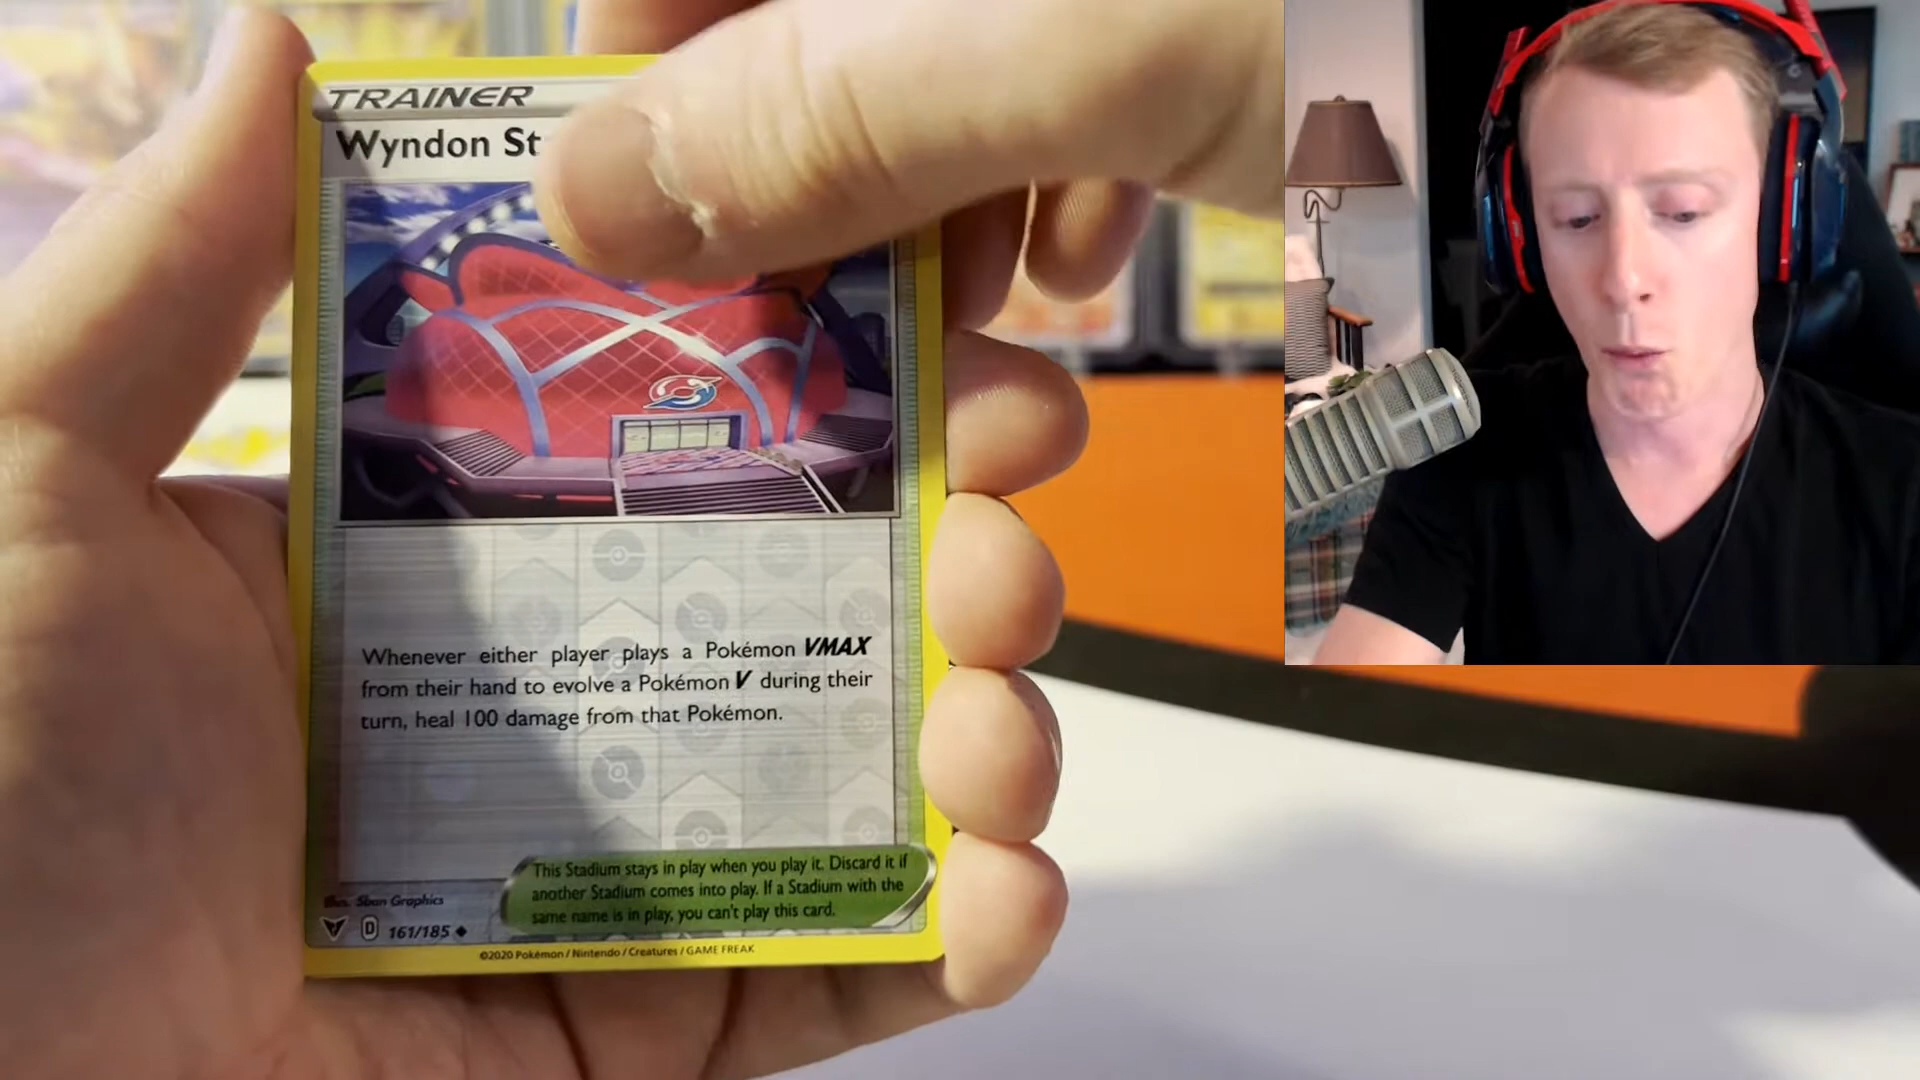 TRAINER
Wyndon St
Whenever either player plays a Pokémon VMAX
from their hand to evolve a Pokémon V during their
turn, heal 100 damage from that Pokémon.
This Stadium stays in play when you play it. Discard it if
another Stadium comes into play. If a Stadium with the
same name is in play, you can't play this card.
Illus. 5ban Graphics
D 161/185
©2020 Pokémon / Nintendo / Creatures / GAME FREAK